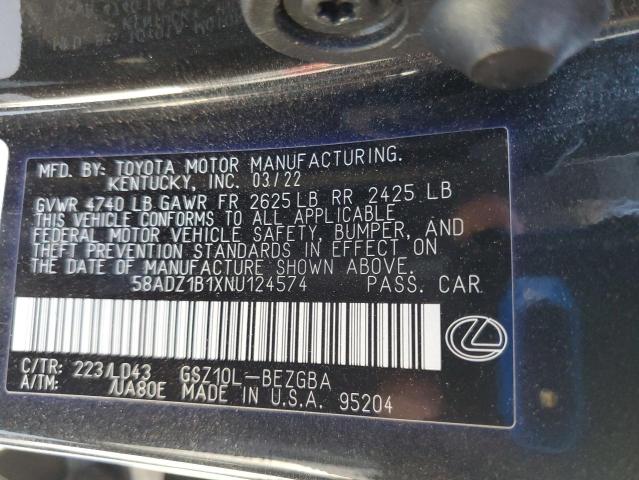 MFD. BY: TOYOTA MOTOR MANUFACTURING.
KENTUCKY, INC. 03/22
GVWR 4740 LB GAWR FR 2625 LB RR 2425 LB
THIS VEHICLE CONFORMS TO ALL APPLICABLE
FEDERAL MOTOR VEHICLE SAFETY, BUMPER, AND
THEFT PREVENTION STANDARDS IN EFFECT ON
THE DATE OF MANUFACTURE SHOWN ABOVE.
58ADZ1B1XNU124574 PASS. CAR
C/TR: 223/LD43 GSZ10L-BEZGBA
A/TM: /UA80E MADE IN U.S.A. 95204